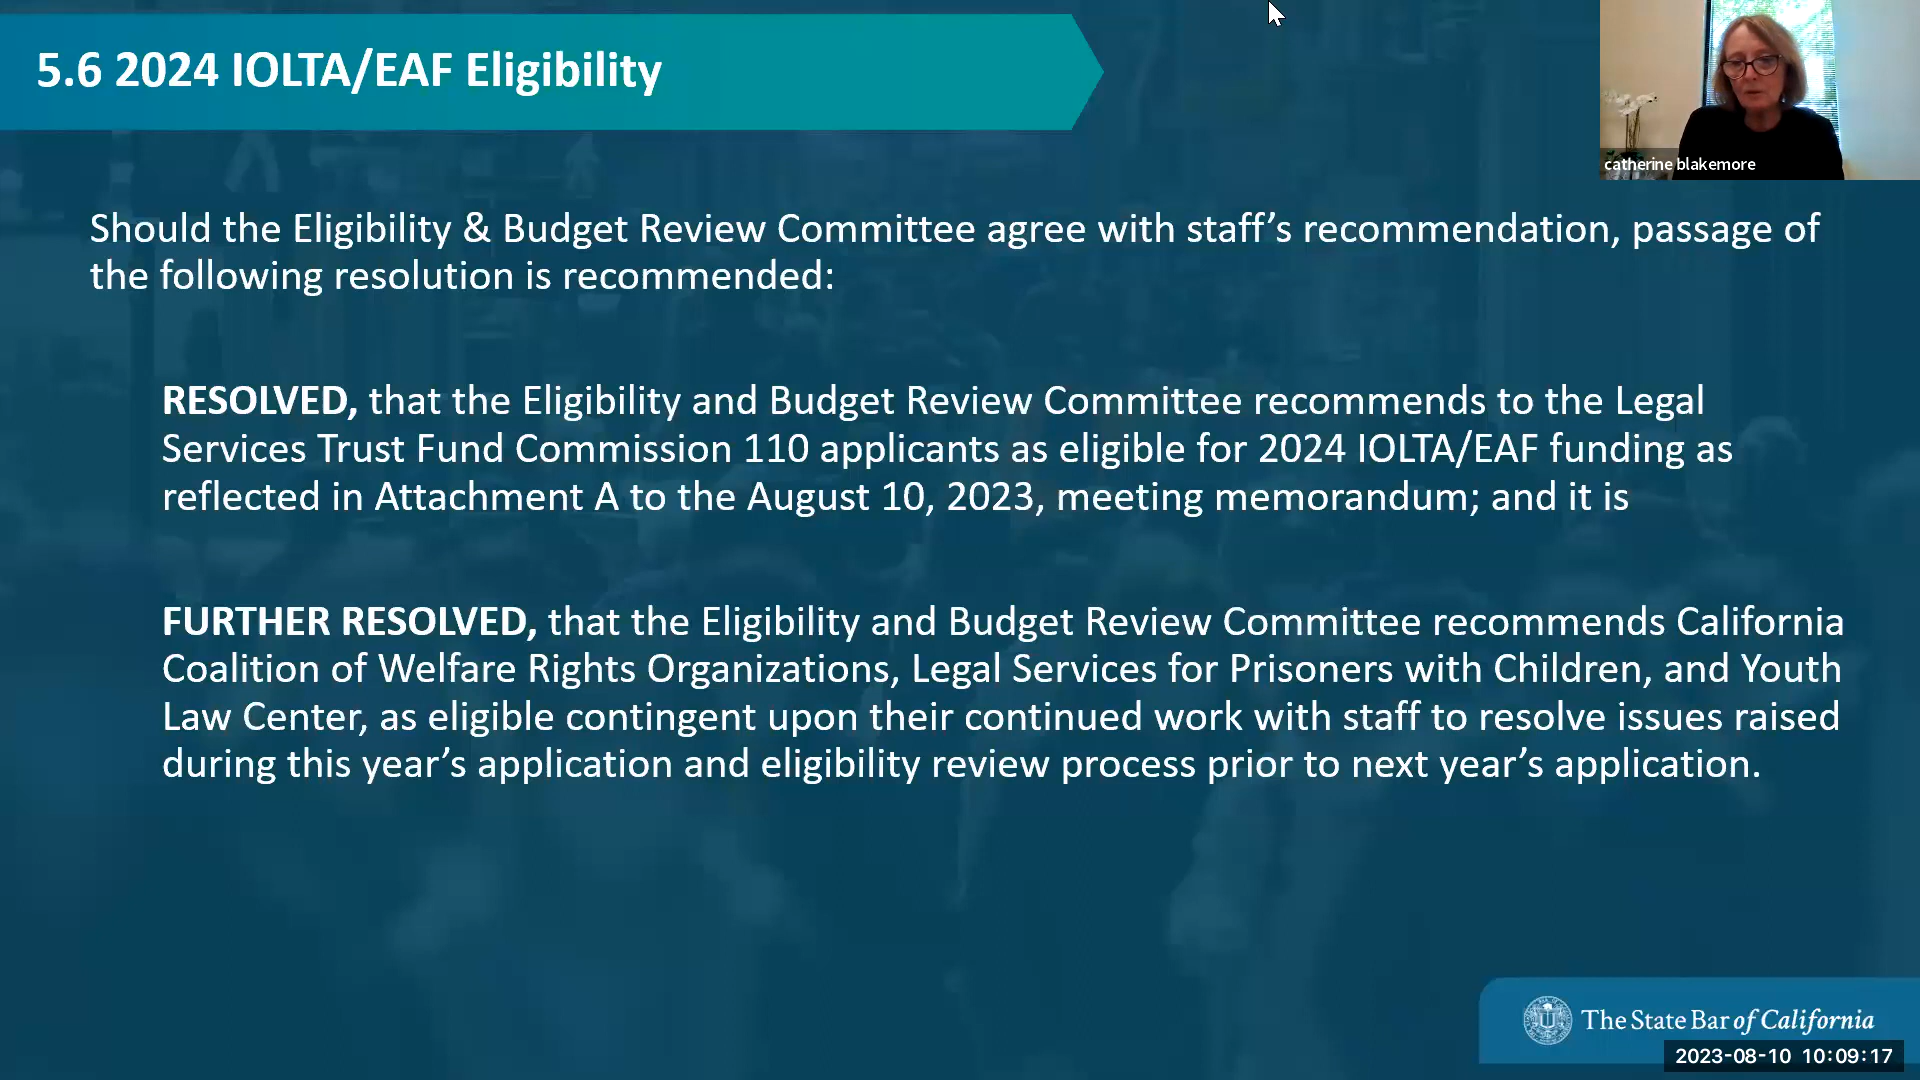 5.6 2024 IOLTA/EAF Eligibility
catherine blakemore
Should the Eligibility & Budget Review Committee agree with staff’s recommendation, passage of
the following resolution is recommended:
RESOLVED, that the Eligibility and Budget Review Committee recommends to the Legal
Services Trust Fund Commission 110 applicants as eligible for 2024 IOLTA/EAF funding as
reflected in Attachment A to the August 10, 2023, meeting memorandum; and it is
FURTHER RESOLVED, that the Eligibility and Budget Review Committee recommends California
Coalition of Welfare Rights Organizations, Legal Services for Prisoners with Children, and Youth
Law Center, as eligible contingent upon their continued work with staff to resolve issues raised
during this year’s application and eligibility review process prior to next year’s application.
The State Bar of California
2023-08-10 10:09:17